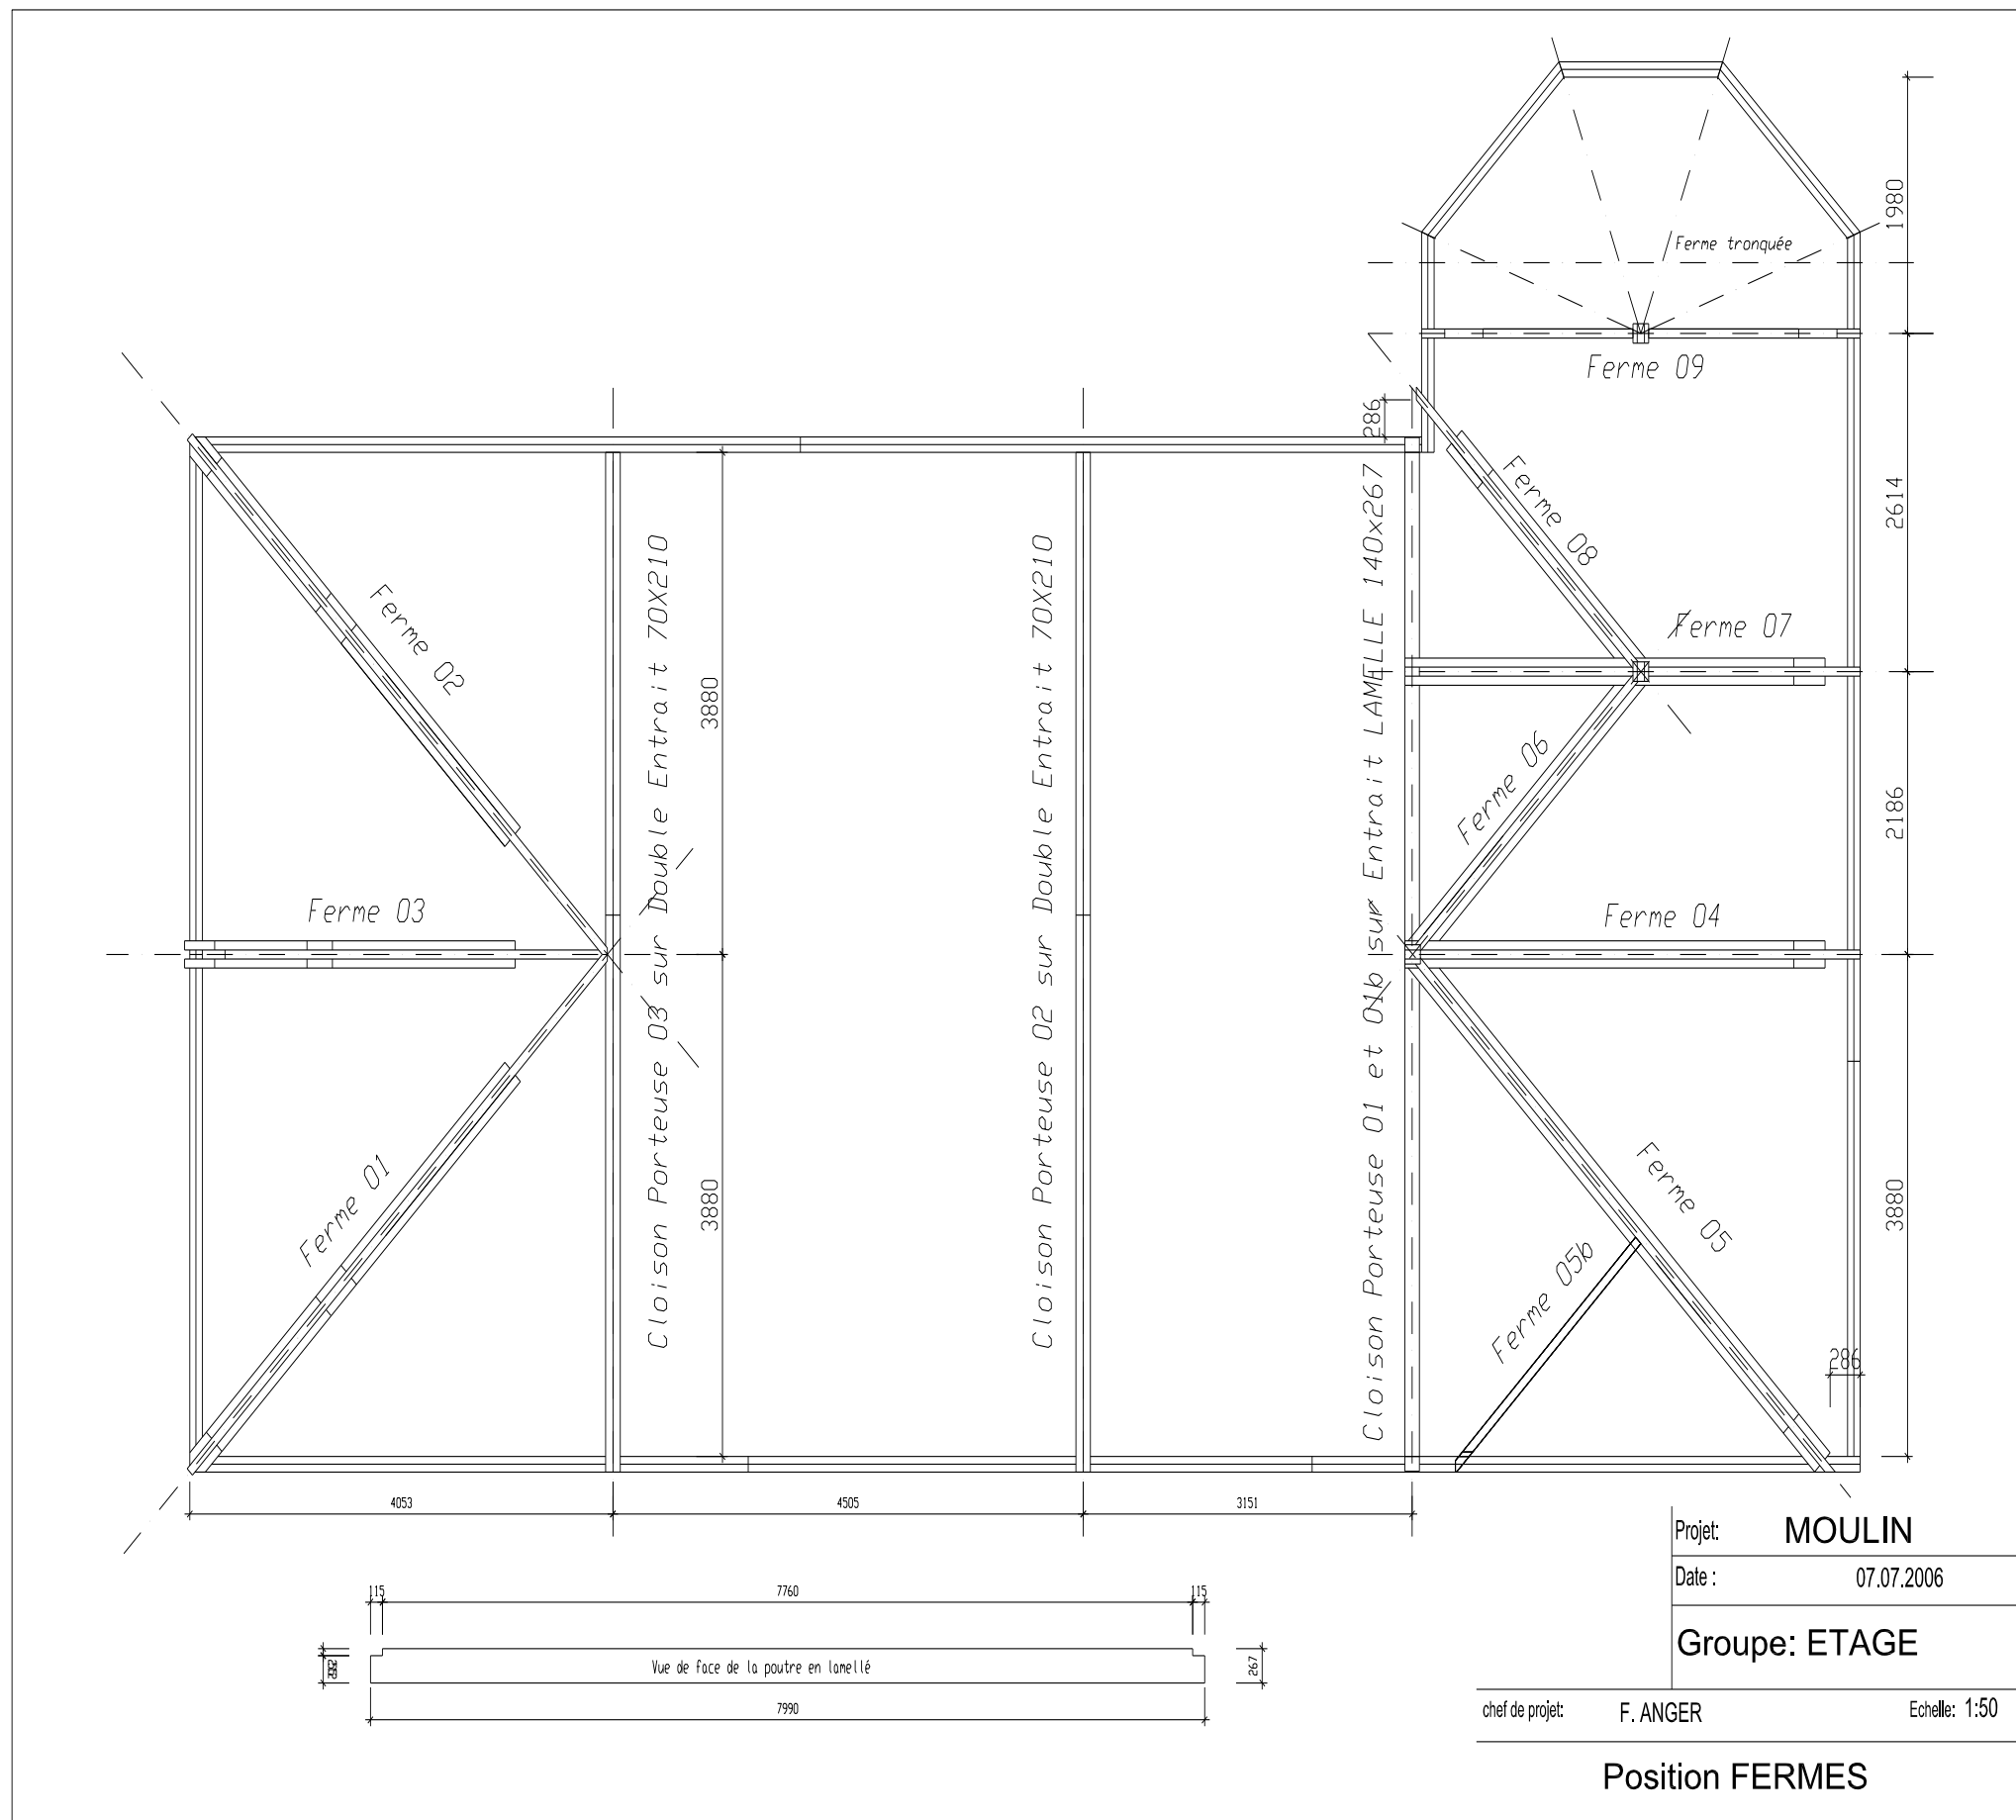 1980
Ferme tronquée
Ferme 09
286
Ferme 08
2614
Ferme 07
Ferme 02
Cloison Porteuse 03 sur Double Entrait 70X210
3880
Cloison Porteuse 02 sur Double Entrait 70X210
Cloison Porteuse 01 et 01b sur Entrait LAMELLE 140x267
Ferme 06
2186
Ferme 03
Ferme 04
Ferme 01
3880
Ferme 05
3880
Ferme 05b
286
4053
4505
3151
115
7760
115
Vue de face de la poutre en lamellé
267
7990
Projet: MOULIN
Date : 07.07.2006
Groupe: ETAGE
chef de projet: F. ANGER Echelle: 1:50
Position FERMES